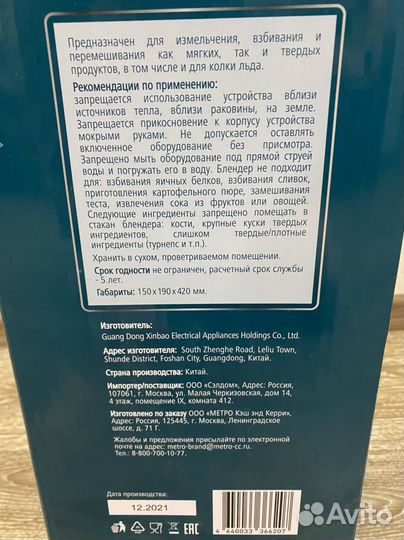 Предназначен для измельчения, взбивания и
перемешивания как мягких, так и твердых
продуктов, в том числе и для колки льда.
Рекомендации по применению:
запрещается использование устройства вблизи
источников тепла, вблизи раковины, на земле.
Запрещается прикосновение к корпусу устройства
мокрыми руками. Не допускается оставлять
включенное оборудование без присмотра.
Запрещено мыть оборудование под прямой струей
воды и погружать его в воду. Блендер не подходит
для: взбивания яичных белков, взбивания сливок,
приготовления картофельного пюре, замешивания
теста, извлечения сока из фруктов или овощей.
Следующие ингредиенты запрещено помещать в
стакан блендера: кости, крупные куски твердых
ингредиентов, слишком твердые/плотные
ингредиенты (турнепс и т.п.).
Хранить в сухом, проветриваемом помещении.
Срок годности не ограничен, расчетный срок службы
- 5 лет.
Габариты: 150 х 190 х 420 мм.
Изготовитель:
Guang Dong Xinbao Electrical Appliances Holdings Co., Ltd.
Адрес изготовителя: South Zhenghe Road, Leliu Town,
Shunde District, Foshan City, Guangdong, Китай.
Страна производства: Китай.
Импортер/поставщик: ООО «Сэлдом», Адрес: Россия,
107061, г. Москва, ул. Малая Черкизовская, дом 14,
4 этаж, помещение IX, комната 412.
Изготовлено по заказу ООО «МЕТРО Кэш энд Керри»,
Адрес: Россия, 125445, г. Москва, Ленинградское
шоссе, д. 71 Г.
Жалобы и предложения присылайте по электронной
почте на адрес: metro-brand@metro-cc.ru.
Тел.: 8-800-700-10-77.
Дата производства:
12.2021
EAC
4 640033 366207
Avito